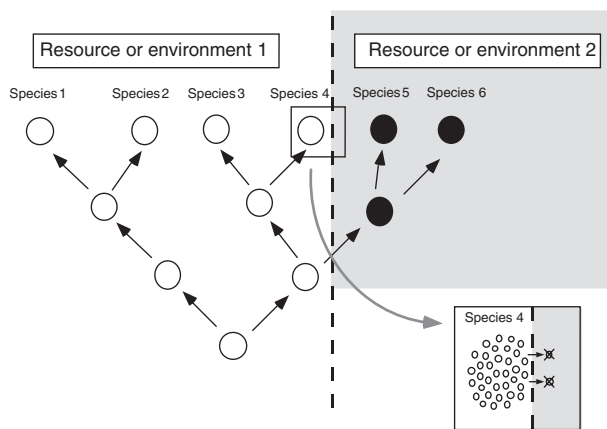 Resource or environment 1
Resource or environment 2
Species 1
Species 2
Species 3
Species 4
Species 5
Species 6
Species 4